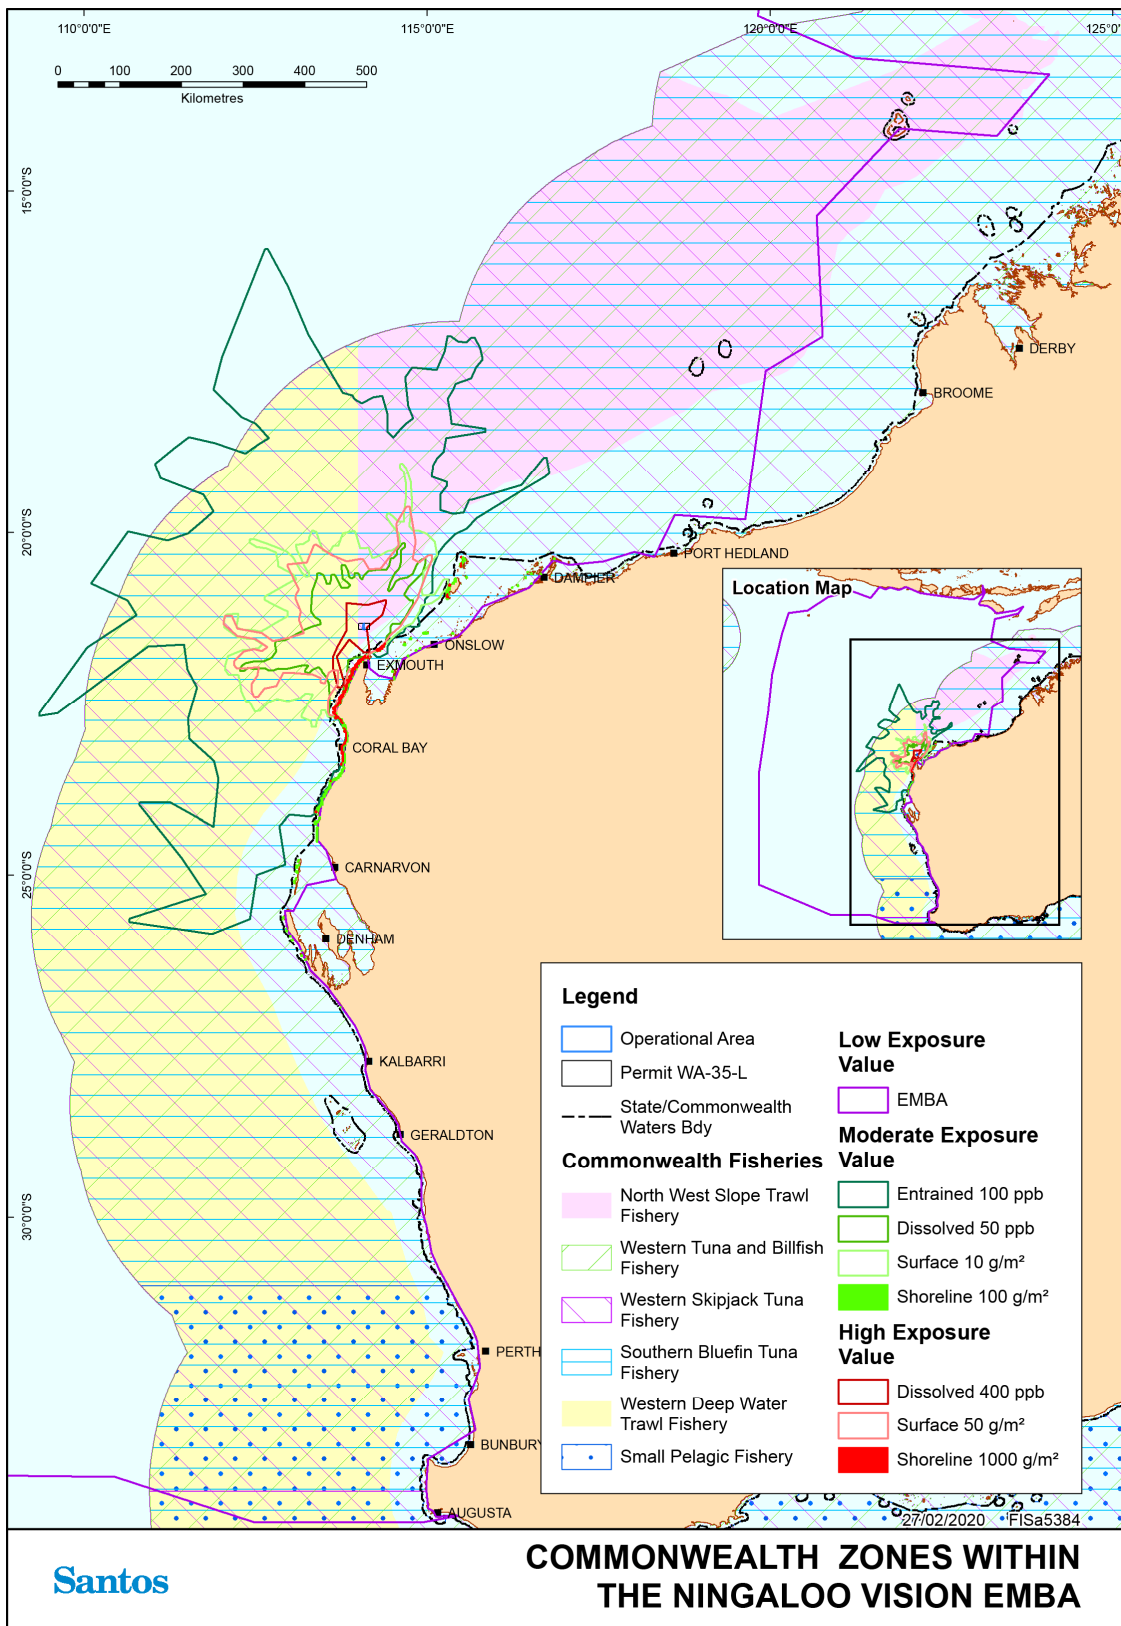 110°0'0"E
115°0'0"E
120°0'0"E
125°0'
0 100 200 300 400 500
Kilometres
15°0'0"S
20°0'0"S
25°0'0"S
30°0'0"S
DERBY
BROOME
PORT HEDLAND
DAMPIER
ONSLOW
EXMOUTH
CORAL BAY
CARNARVON
DENHAM
KALBARRI
GERALDTON
PERTH
BUNBURY
AUGUSTA
Location Map
Legend
Operational Area
Permit WA-35-L
State/Commonwealth
Waters Bdy
Commonwealth Fisheries
North West Slope Trawl
Fishery
Western Tuna and Billfish
Fishery
Western Skipjack Tuna
Fishery
Southern Bluefin Tuna
Fishery
Western Deep Water
Trawl Fishery
Small Pelagic Fishery
Low Exposure
Value
EMBA
Moderate Exposure
Value
Entrained 100 ppb
Dissolved 50 ppb
Surface 10 g/m²
Shoreline 100 g/m²
High Exposure
Value
Dissolved 400 ppb
Surface 50 g/m²
Shoreline 1000 g/m²
27/02/2020 FISa5384
Santos
COMMONWEALTH ZONES WITHIN
THE NINGALOO VISION EMBA